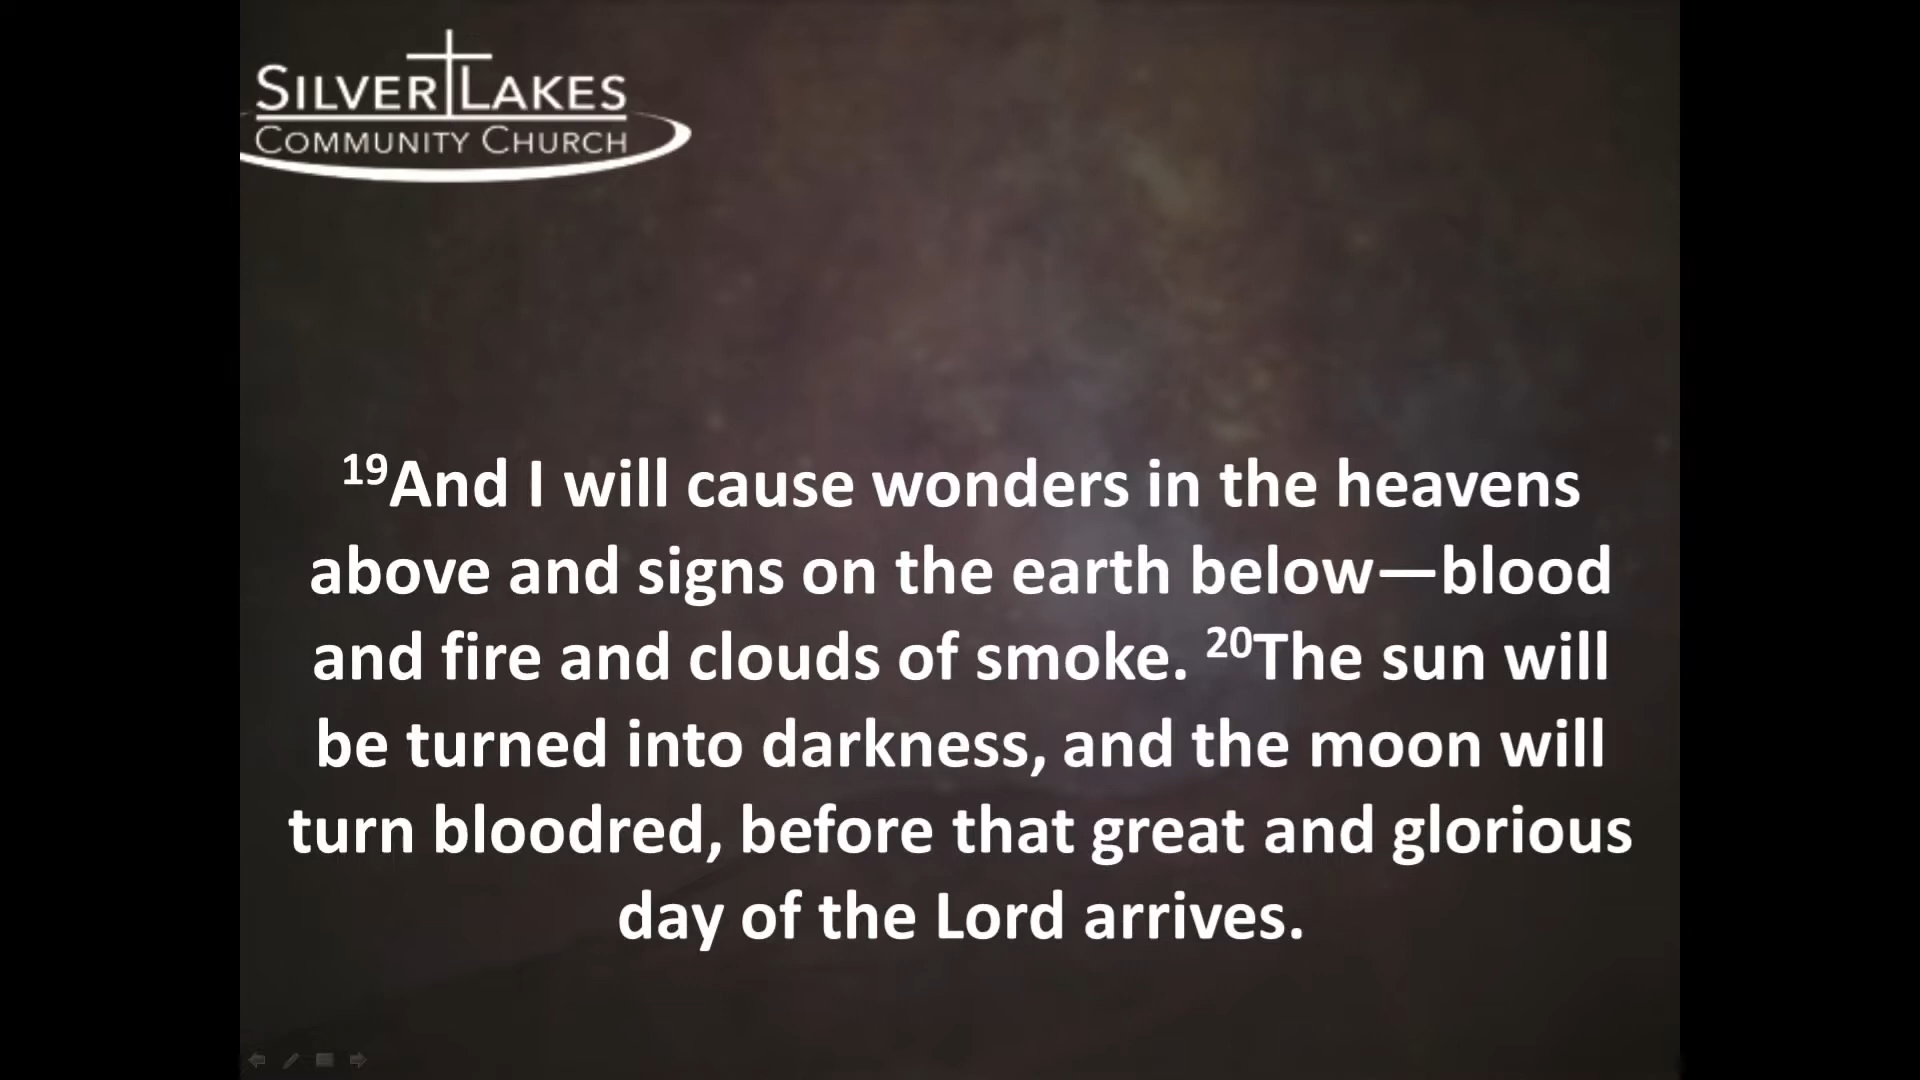 SILVER LAKES
COMMUNITY CHURCH
19And I will cause wonders in the heavens
above and signs on the earth below—blood
and fire and clouds of smoke. 20The sun will
be turned into darkness, and the moon will
turn bloodred, before that great and glorious
day of the Lord arrives.